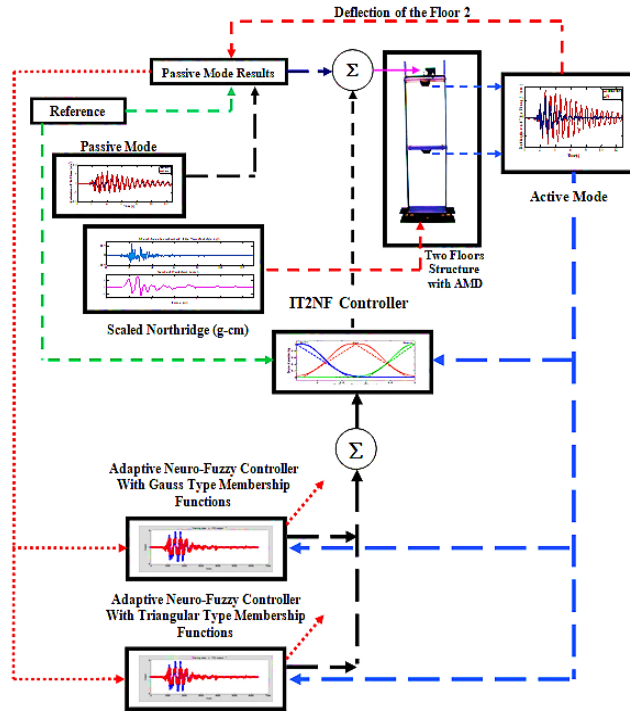 Deflection of the Floor 2
Passive Mode Results
Σ
Reference
Passive Mode
Active Mode
Two Floors
Structure
with AMD
Scaled Northridge (g-cm)
IT2NF Controller
Σ
Adaptive Neuro-Fuzzy Controller
With Gauss Type Membership
Functions
Adaptive Neuro-Fuzzy Controller
With Triangular Type Membership
Functions